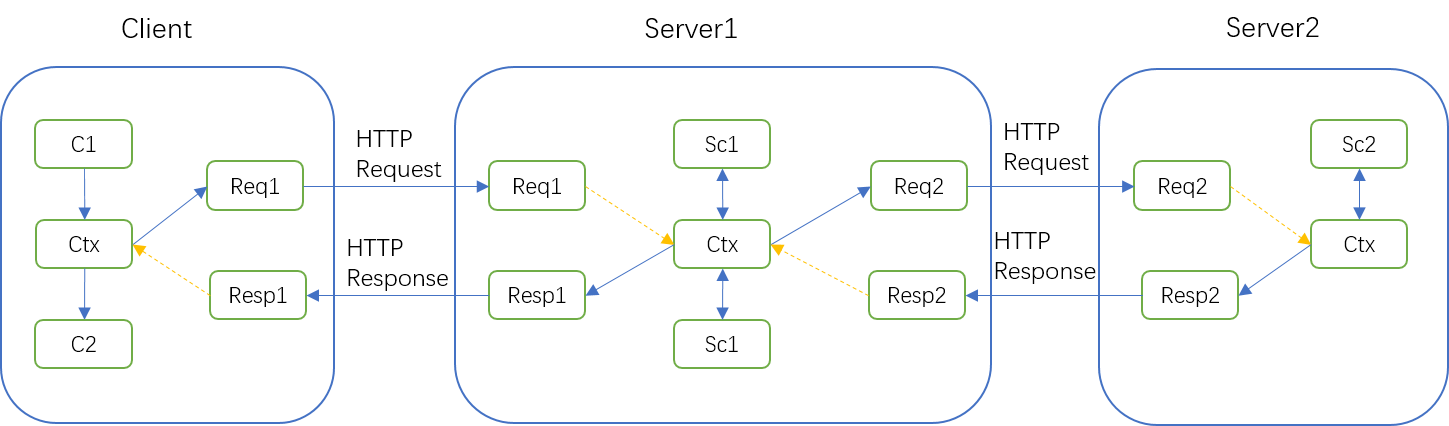 Client
Server1
Server2
C1
Ctx
C2
Req1
Resp1
HTTP
Request
HTTP
Response
Req1
Resp1
Sc1
Ctx
Sc1
Req2
Resp2
HTTP
Request
HTTP
Response
Req2
Resp2
Sc2
Ctx